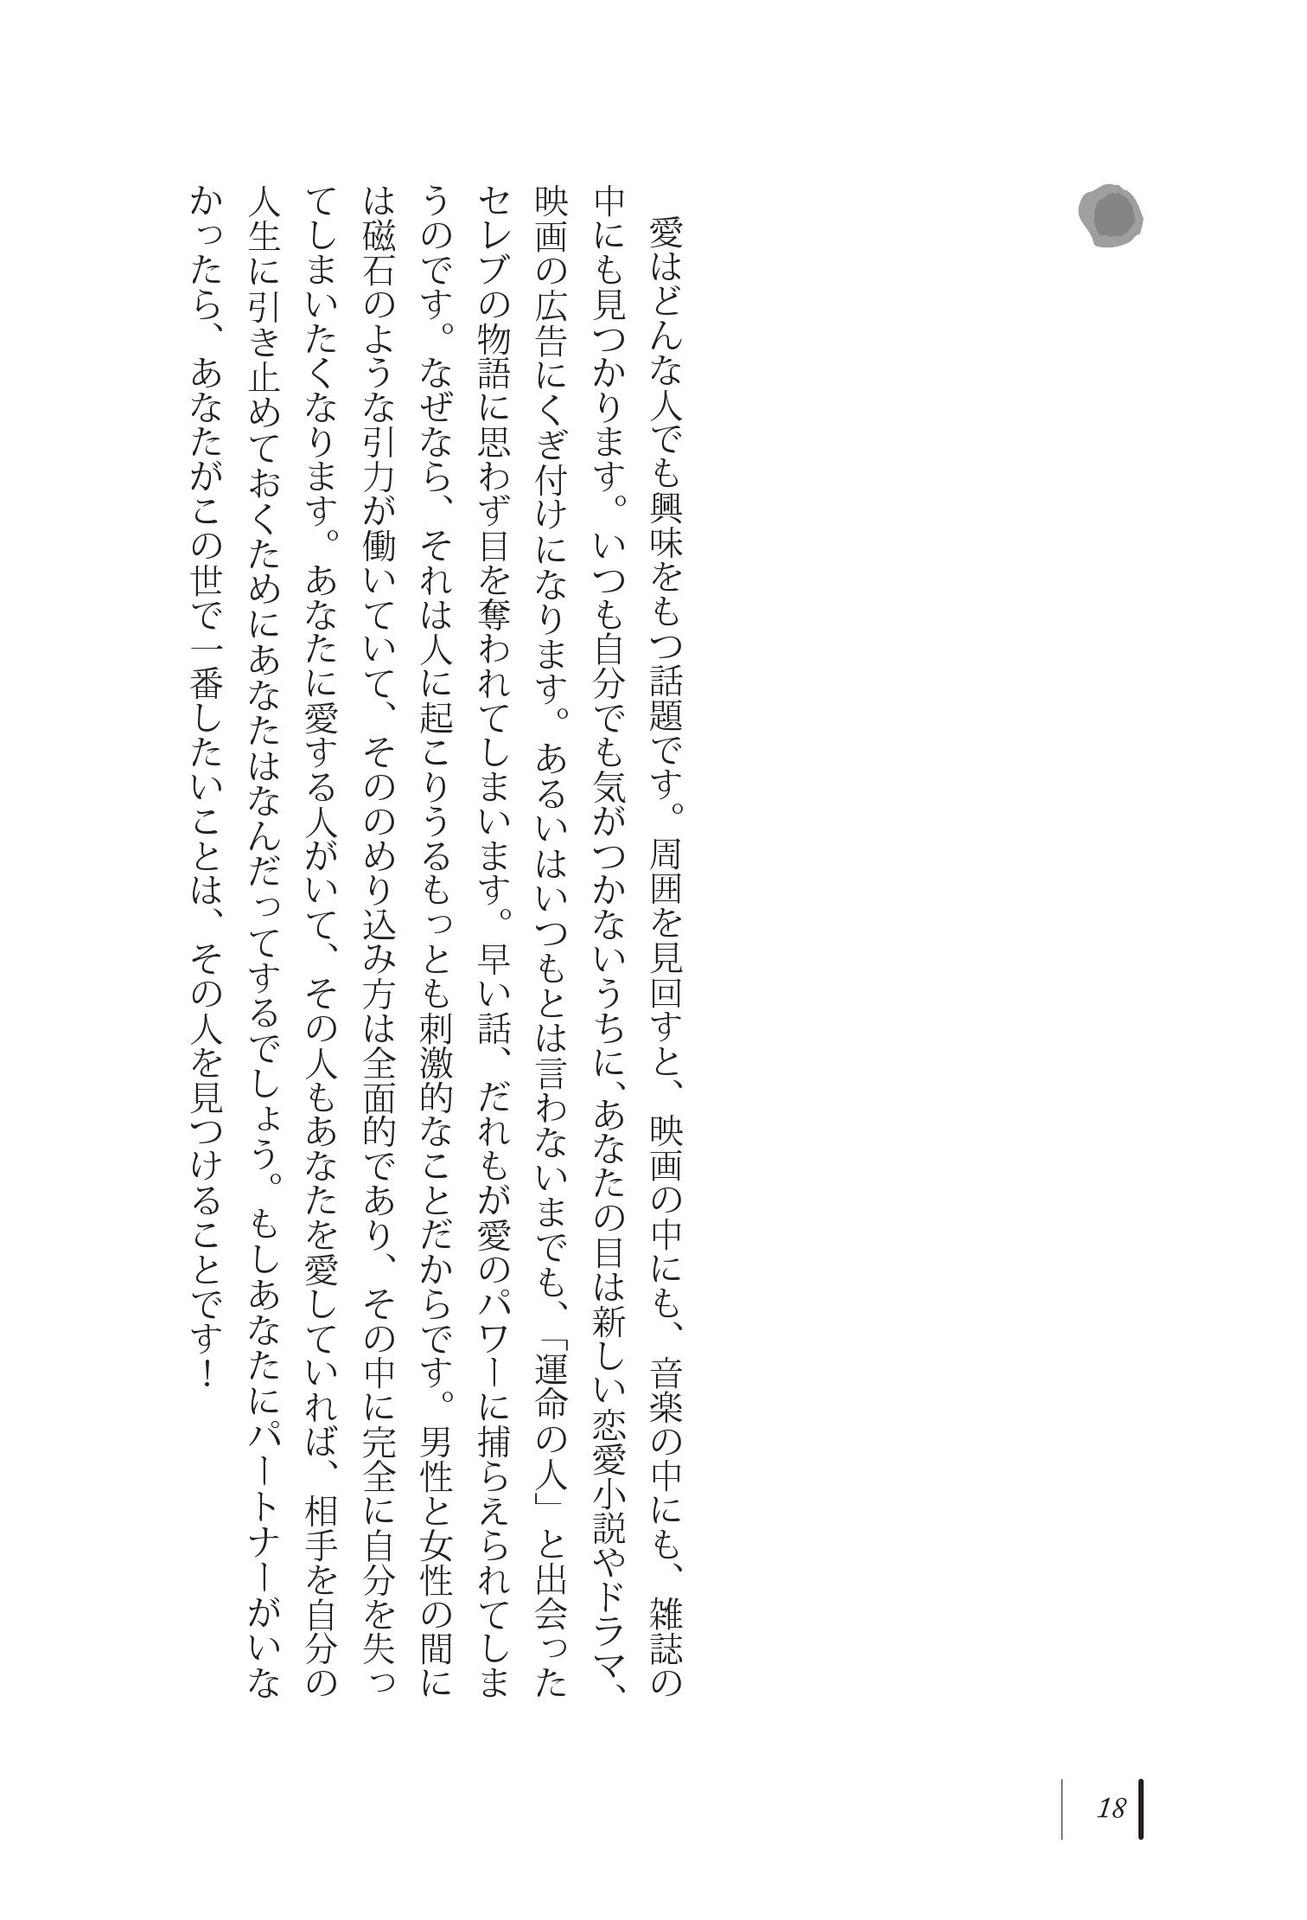 愛はどんな人でも興味をもつ話題です。周囲を見回すと、映画の中にも、音楽の中にも、雑誌の
中にも見つかります。いつも自分でも気がつかないうちに、あなたの目は新しい恋愛小説やドラマ、
映画の広告にくぎ付けになります。あるいはいつもとは言わないまでも、「運命の人」と出会った
セレブの物語に思わず目を奪われてしまいます。早い話、だれもが愛のパワーに捕らえられてしま
うのです。なぜなら、それは人に起こりうるもっとも刺激的なことだからです。男性と女性の間に
は磁石のような引力が働いていて、そののめり込み方は全面的であり、その中に完全に自分を失っ
てしまいたくなります。あなたに愛する人がいて、その人もあなたを愛していれば、相手を自分の
人生に引き止めておくためにあなたはなんだってするでしょう。もしあなたにパートナーがいな
かったら、あなたがこの世で一番したいことは、その人を見つけることです！
18